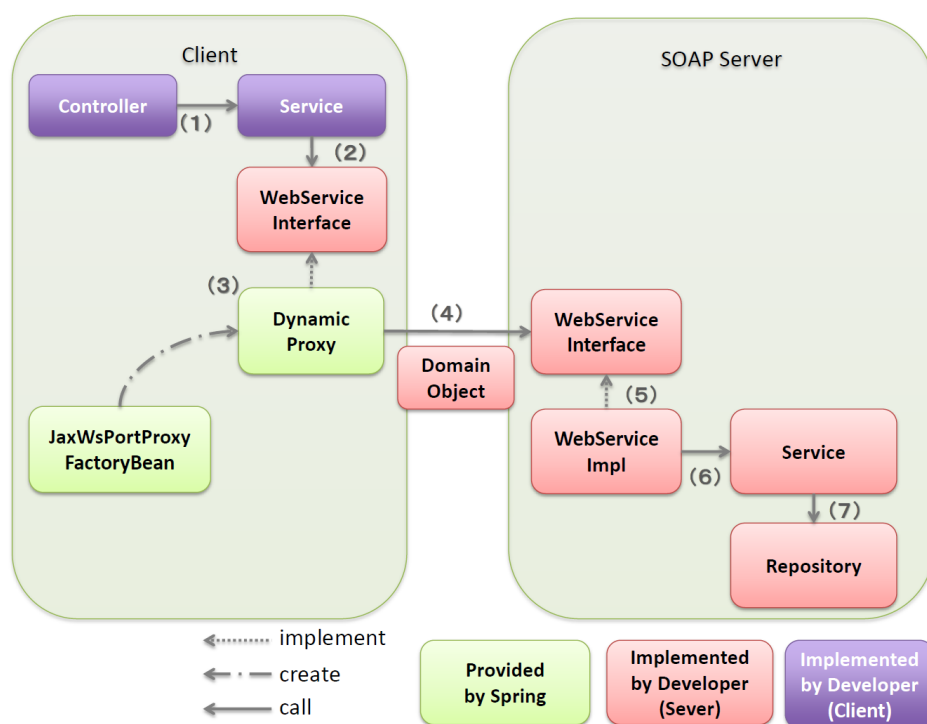 Client
SOAP Server
Controller
(1)
Service
(2)
WebService
Interface
(3)
Dynamic
Proxy
(4)
Domain
Object
JaxWsPortProxy
FactoryBean
WebService
Interface
(5)
WebService
Impl
(6)
Service
(7)
Repository
implement
create
call
Provided
by Spring
Implemented
by Developer
(Sever)
Implemented
by Developer
(Client)